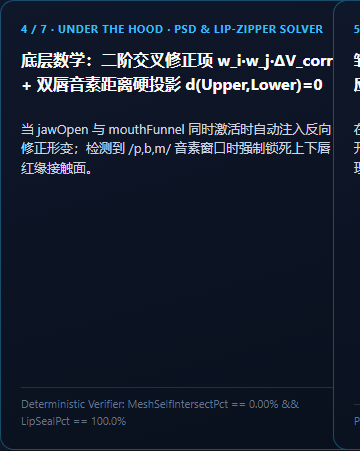 4 / 7 · UNDER THE HOOD · PSD & LIP-ZIPPER SOLVER
底层数学：二阶交叉修正项 w_i·w_j·ΔV_corr
+ 双唇音素距离硬投影 d(Upper,Lower)=0
当 jawOpen 与 mouthFunnel 同时激活时自动注入反向
修正形变；检测到 /p,b,m/ 音素窗口时强制锁死上下唇
红缘接触面。
Deterministic Verifier: MeshSelfIntersectPct == 0.00% &&
LipSealPct == 100.0%
5